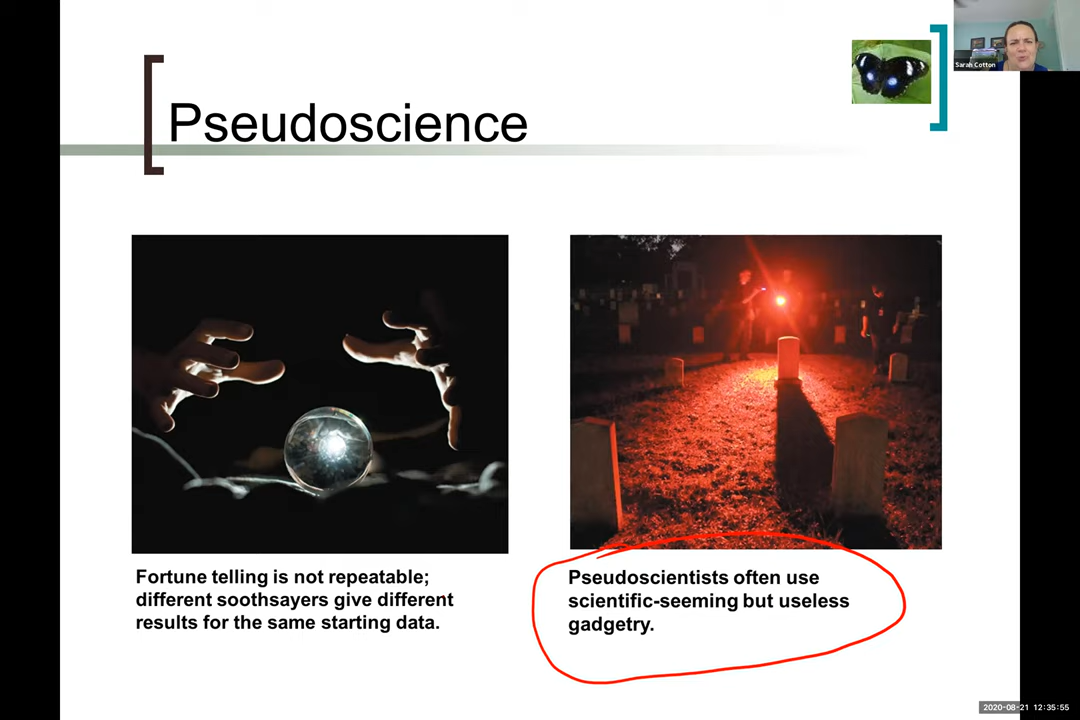 Pseudoscience
Sarah Cotton
Fortune telling is not repeatable;
different soothsayers give different
results for the same starting data.
Pseudoscientists often use
scientific-seeming but useless
gadgetry.
2020-08-21 12:35:55